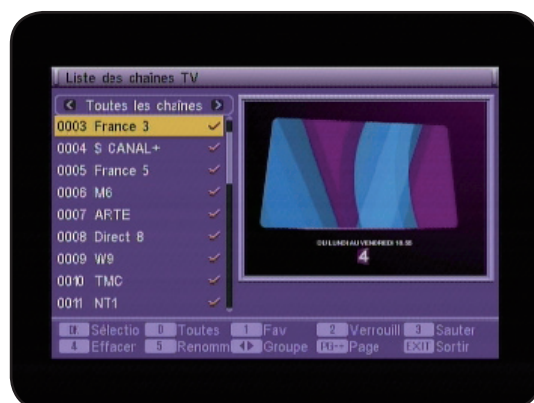 Liste des chaînes TV
Toutes les chaînes
0003 France 3
0004 S CANAL+
0005 France 5
0006 M6
0007 ARTE
0008 Direct 8
0009 W9
0010 TMC
0011 NT1
DU LUNDI AU VENDREDI 16.50
4
OK Sélectio 0 Toutes 1 Fav 2 Verrouill 3 Sauter
4 Effacer 5 Renomm Groupe Page EXIT Sortir